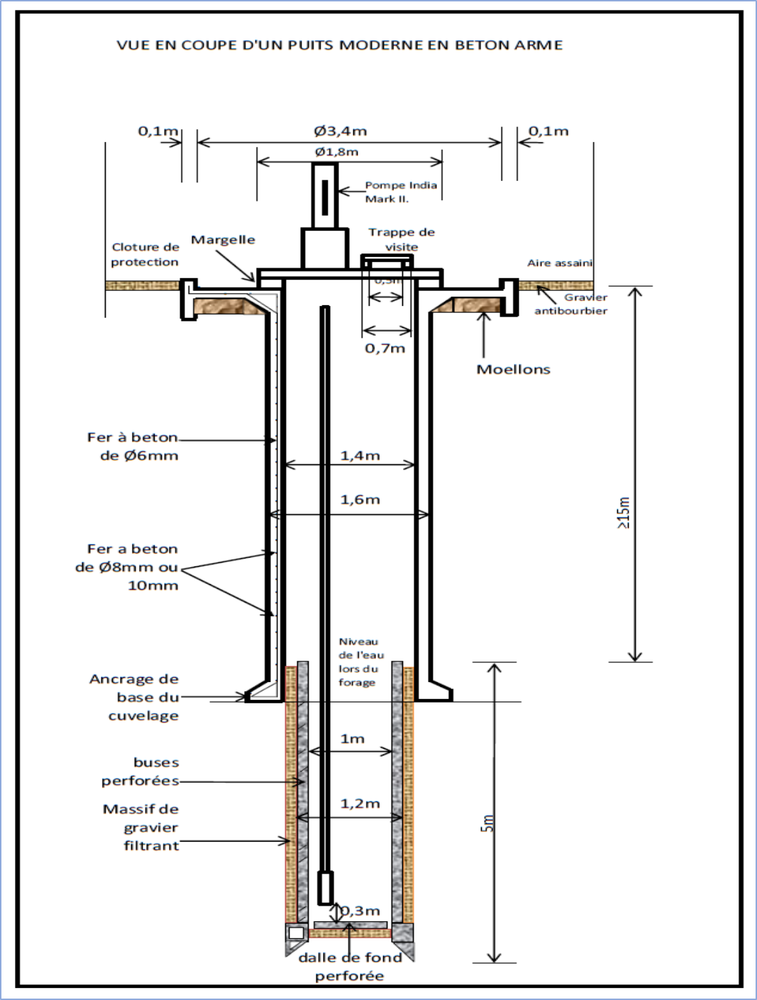 VUE EN COUPE D'UN PUITS MODERNE EN BETON ARME
0,1m
Ø3,4m
0,1m
Ø1,8m
Pompe India
Mark II.
Trappe de
visite
Margelle
Cloture de
protection
Aire assaini
0,5m
Gravier
antibourbier
0,7m
Moellons
Fer à beton
de Ø6mm
1,4m
1,6m
≥15m
Fer a beton
de Ø8mm ou
10mm
Niveau
de l'eau
lors du
forage
Ancrage de
base du
cuvelage
1m
buses
perforées
1,2m
Massif de
gravier
filtrant
5m
0,3m
dalle de fond
perforée